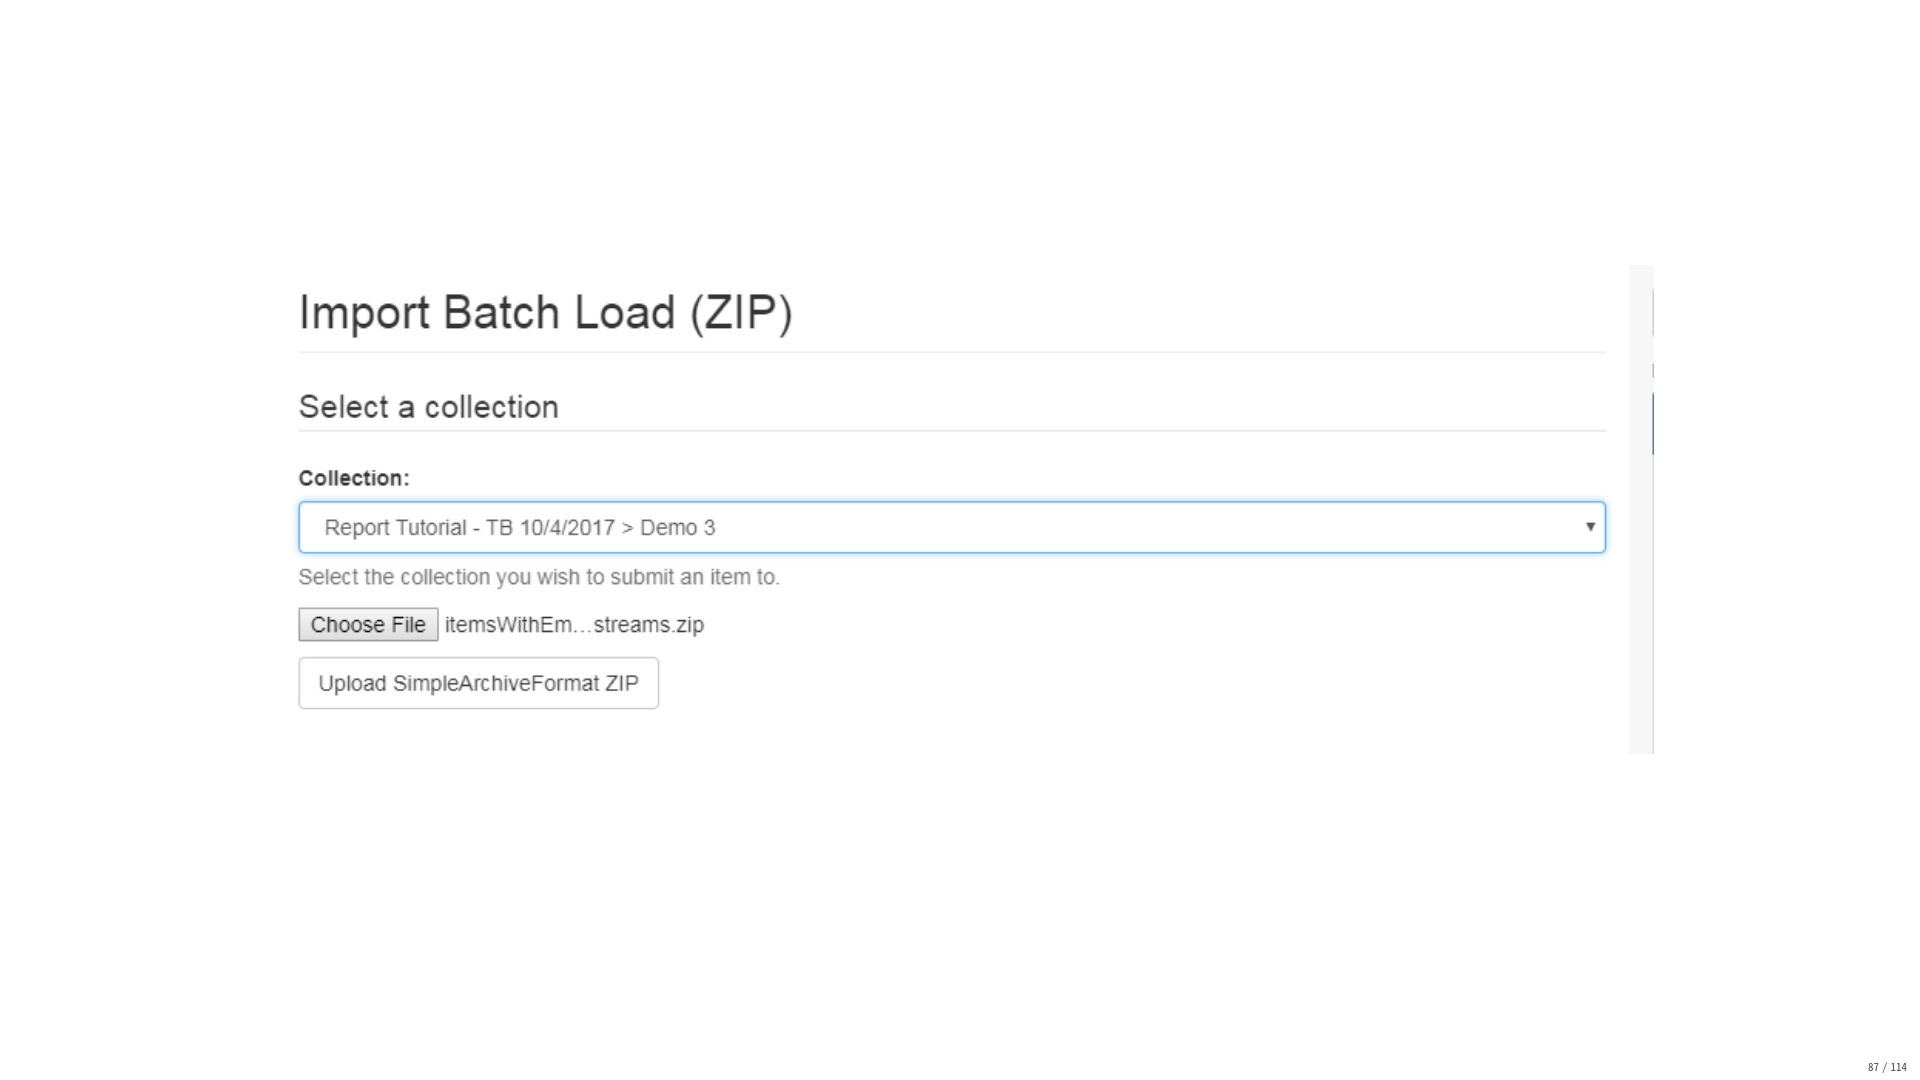 Import Batch Load (ZIP)
Select a collection
Collection:
Report Tutorial - TB 10/4/2017 > Demo 3
Select the collection you wish to submit an item to.
Choose File itemsWithEm...streams.zip
Upload SimpleArchiveFormat ZIP
87 / 114